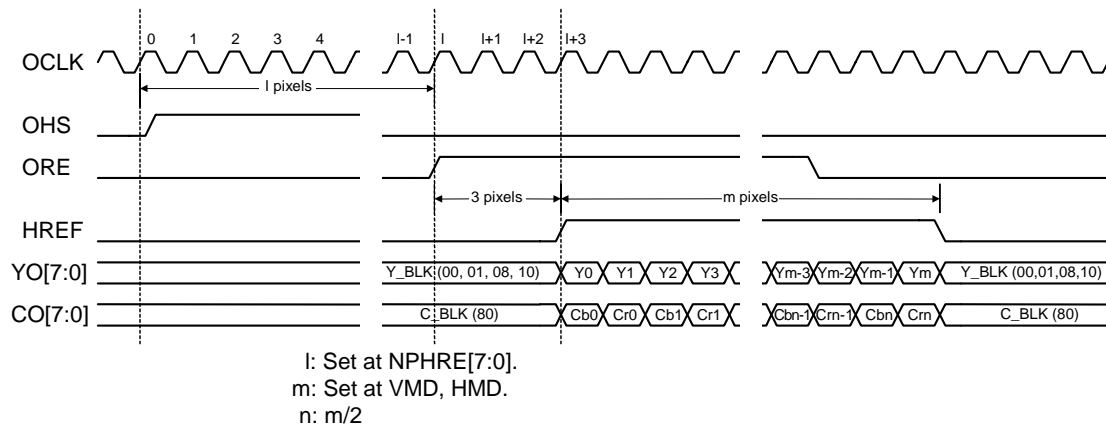 0 1 2 3 4 l-1 l l+1 l+2 l+3
OCLK
l pixels
OHS
ORE
3 pixels m pixels
HREF
YO[7:0] Y_BLK (00, 01, 08, 10) Y0 Y1 Y2 Y3 Ym-3 Ym-2 Ym-1 Ym Y_BLK (00,01,08,10)
CO[7:0] C_BLK (80) Cb0 Cr0 Cb1 Cr1 Cbn-1 Crn-1 Cbn Crn C_BLK (80)
l: Set at NPHRE[7:0].
m: Set at VMD, HMD.
n: m/2